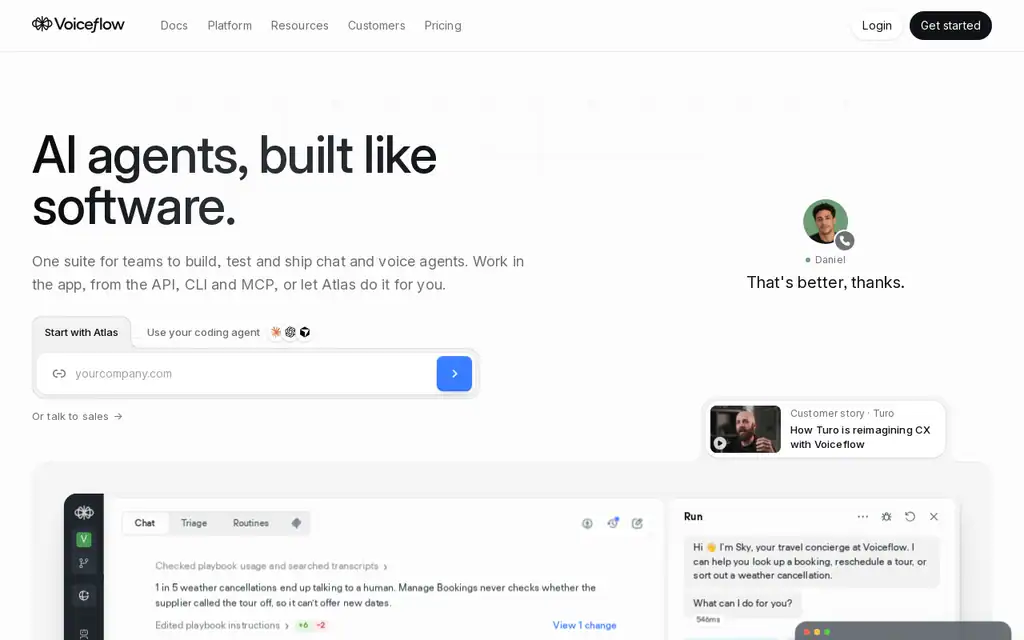 Voiceflow
Docs
Platform
Resources
Customers
Pricing
Login
Get started
AI agents, built like
software.
One suite for teams to build, test and ship chat and voice agents. Work in
the app, from the API, CLI and MCP, or let Atlas do it for you.
Start with Atlas
Use your coding agent
yourcompany.com
Or talk to sales →
Daniel
That's better, thanks.
Customer story · Turo
How Turo is reimagining CX
with Voiceflow
V
Chat
Triage
Routines
Checked playbook usage and searched transcripts ›
1 in 5 weather cancellations end up talking to a human. Manage Bookings never checks whether the
supplier called the tour off, so it can't offer new dates.
Edited playbook instructions › +6 -2
View 1 change
Run
Hi 👋 I'm Sky, your travel concierge at Voiceflow. I
can help you look up a booking, reschedule a tour, or
sort out a weather cancellation.
What can I do for you?
546ms